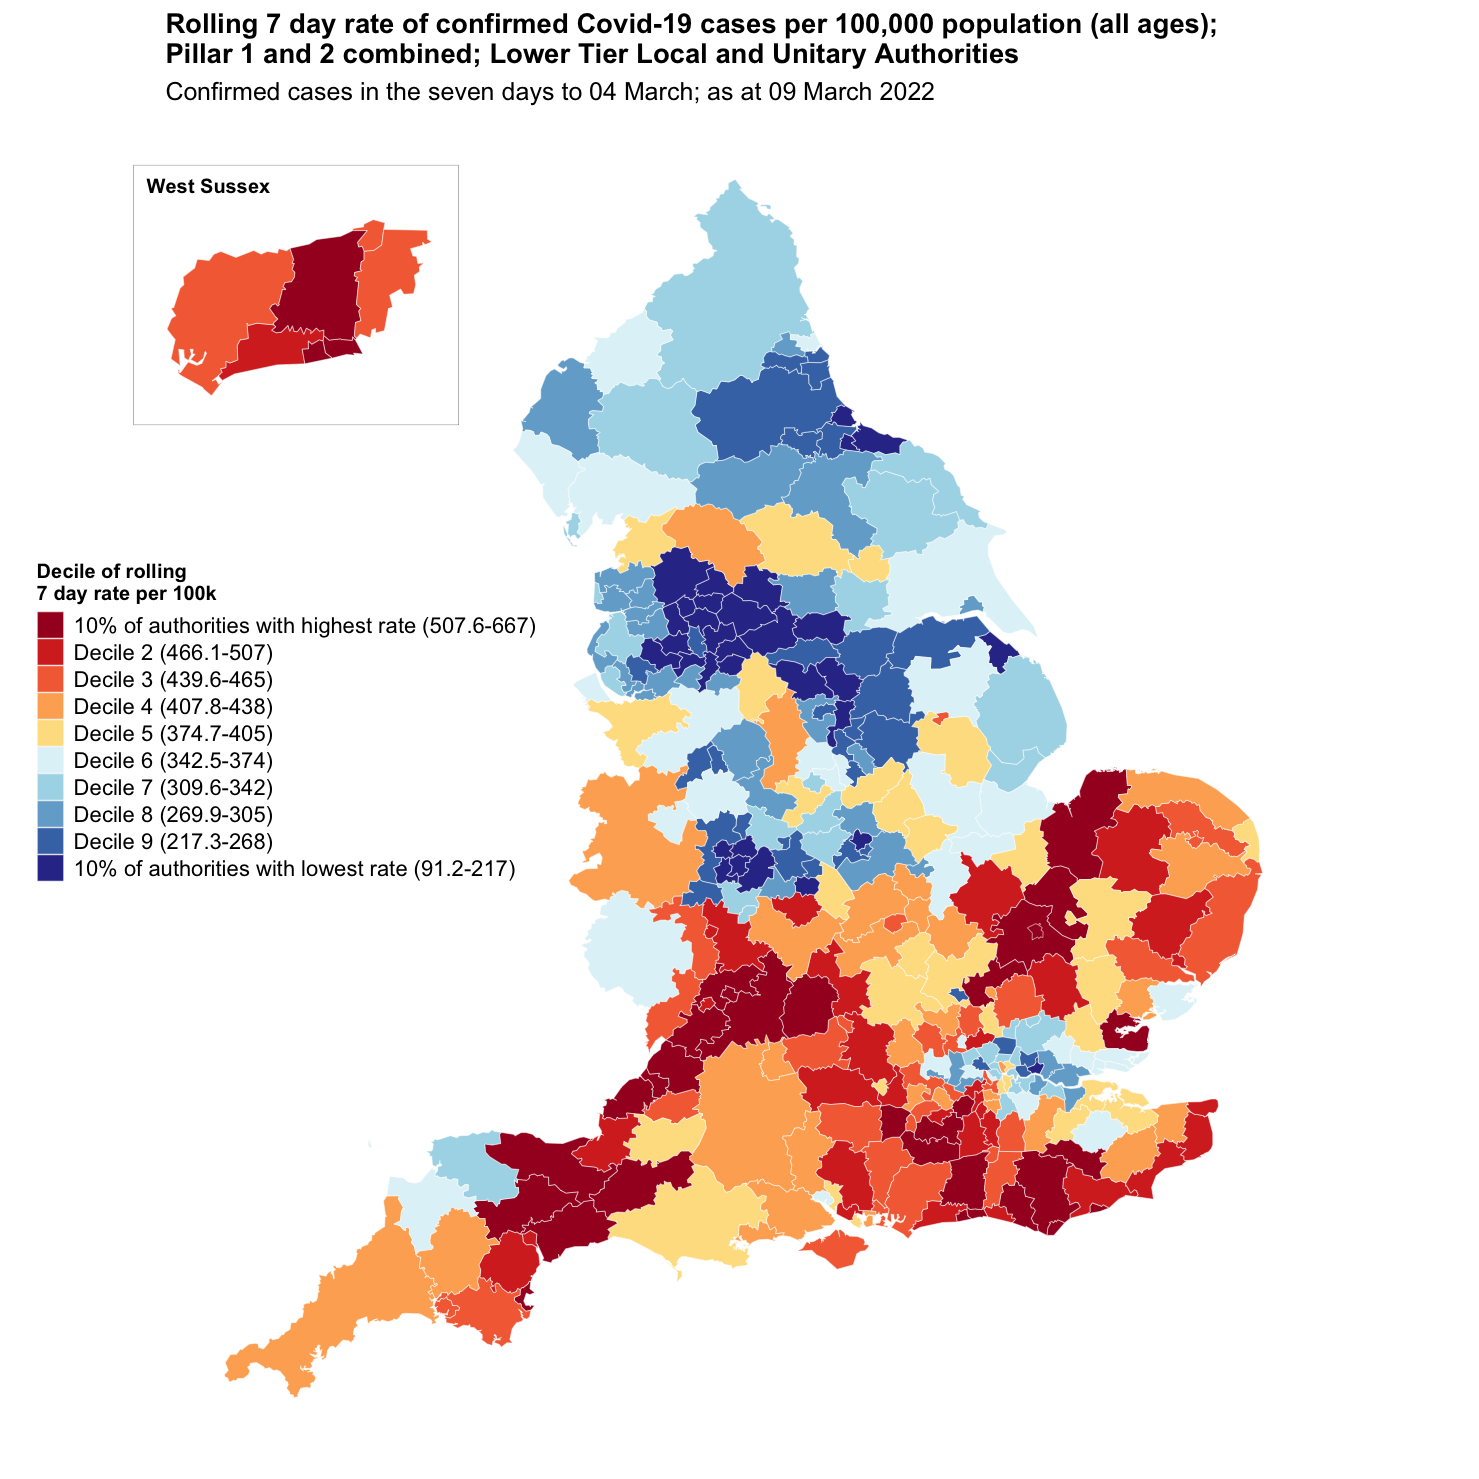 Rolling 7 day rate of confirmed Covid-19 cases per 100,000 population (all ages);
Pillar 1 and 2 combined; Lower Tier Local and Unitary Authorities
Confirmed cases in the seven days to 04 March; as at 09 March 2022
West Sussex
Decile of rolling
7 day rate per 100k
10% of authorities with highest rate (507.6-667)
Decile 2 (466.1-507)
Decile 3 (439.6-465)
Decile 4 (407.8-438)
Decile 5 (374.7-405)
Decile 6 (342.5-374)
Decile 7 (309.6-342)
Decile 8 (269.9-305)
Decile 9 (217.3-268)
10% of authorities with lowest rate (91.2-217)